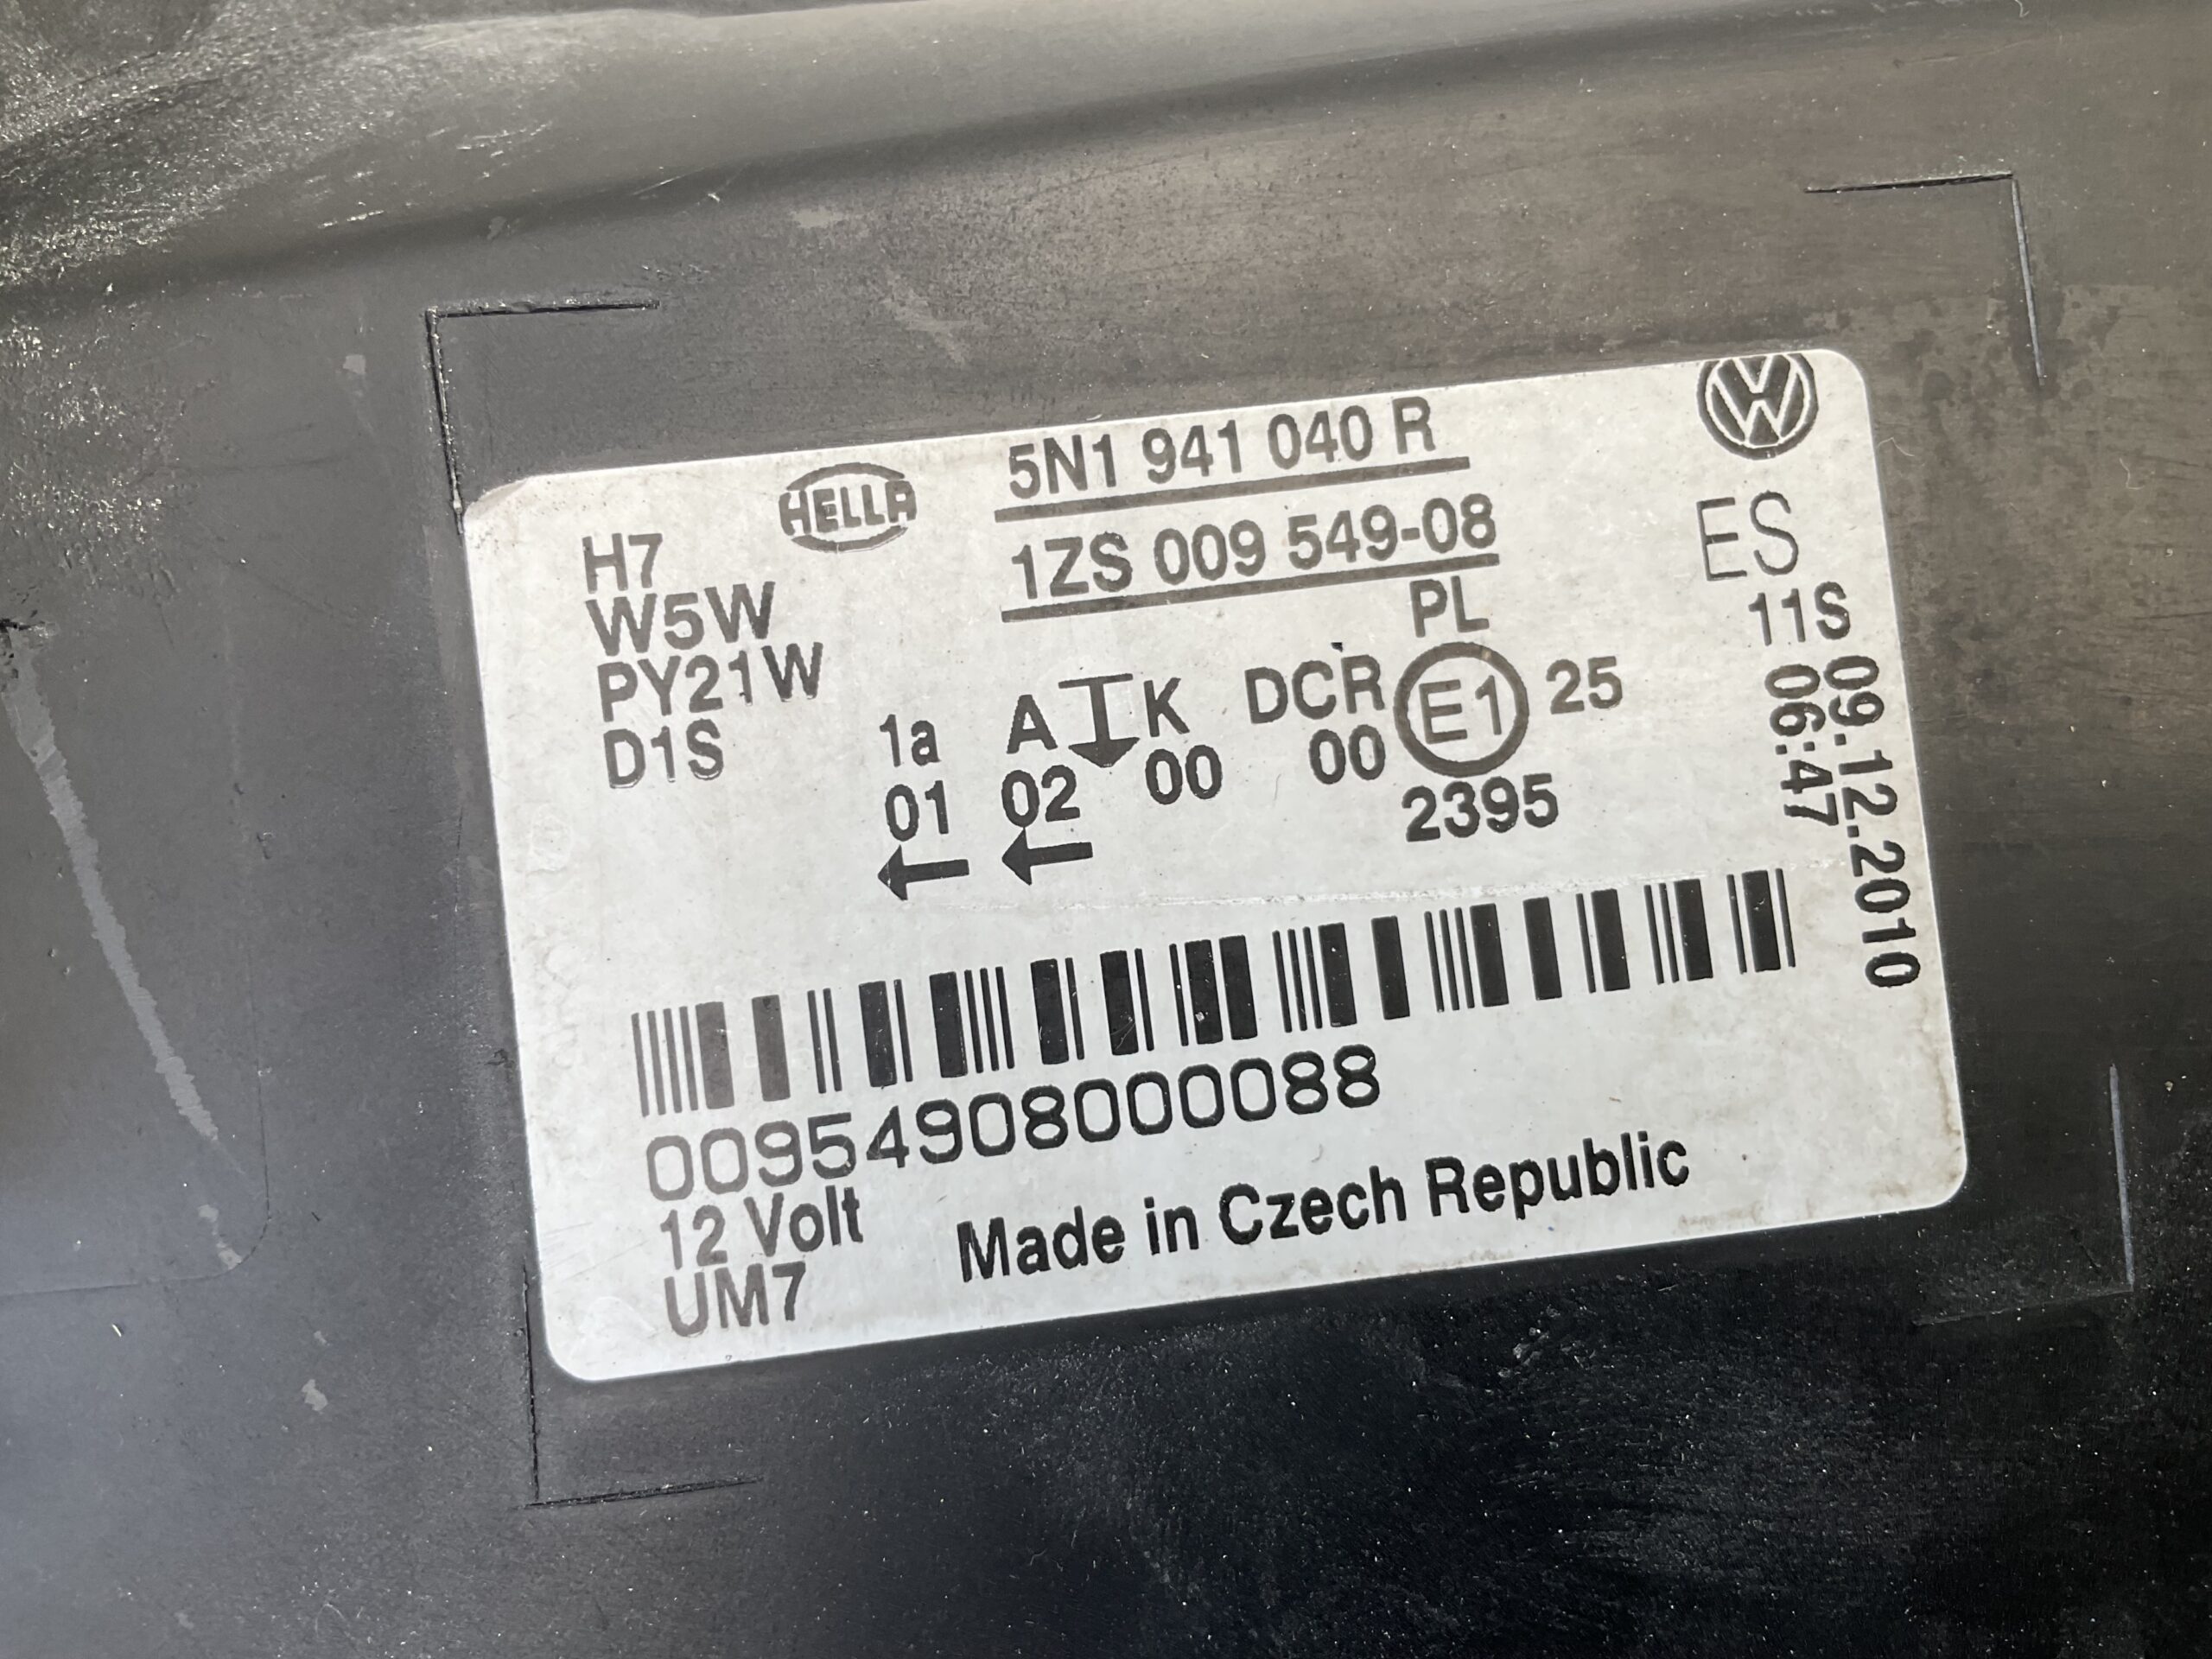 HELLA
5N1 941 040 R
1ZS 009 549-08
H7
W5W
PY21W
D1S
PL
ES
11S
1a A K DCR E1 25
01 02 00 00
2395
09.12.2010
06:47
00954908000088
12 Volt
UM7
Made in Czech Republic